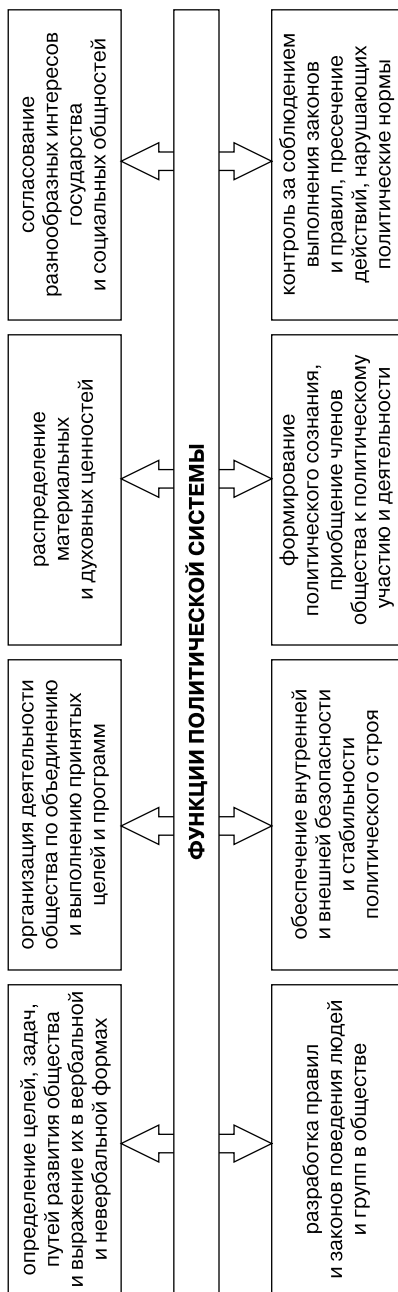 определение целей, задач,
путей развития общества
и выражение их в вербальной
и невербальной формах
организация деятельности
общества по объединению
и выполнению принятых
целей и программ
распределение
материальных
и духовных ценностей
согласование
разнообразных интересов
государства
и социальных общностей
ФУНКЦИИ ПОЛИТИЧЕСКОЙ СИСТЕМЫ
разработка правил
и законов поведения людей
и групп в обществе
обеспечение внутренней
и внешней безопасности
и стабильности
политического строя
формирование
политического сознания,
приобщение членов
общества к политическому
участию и деятельности
контроль за соблюдением
выполнения законов
и правил, пресечение
действий, нарушающих
политические нормы